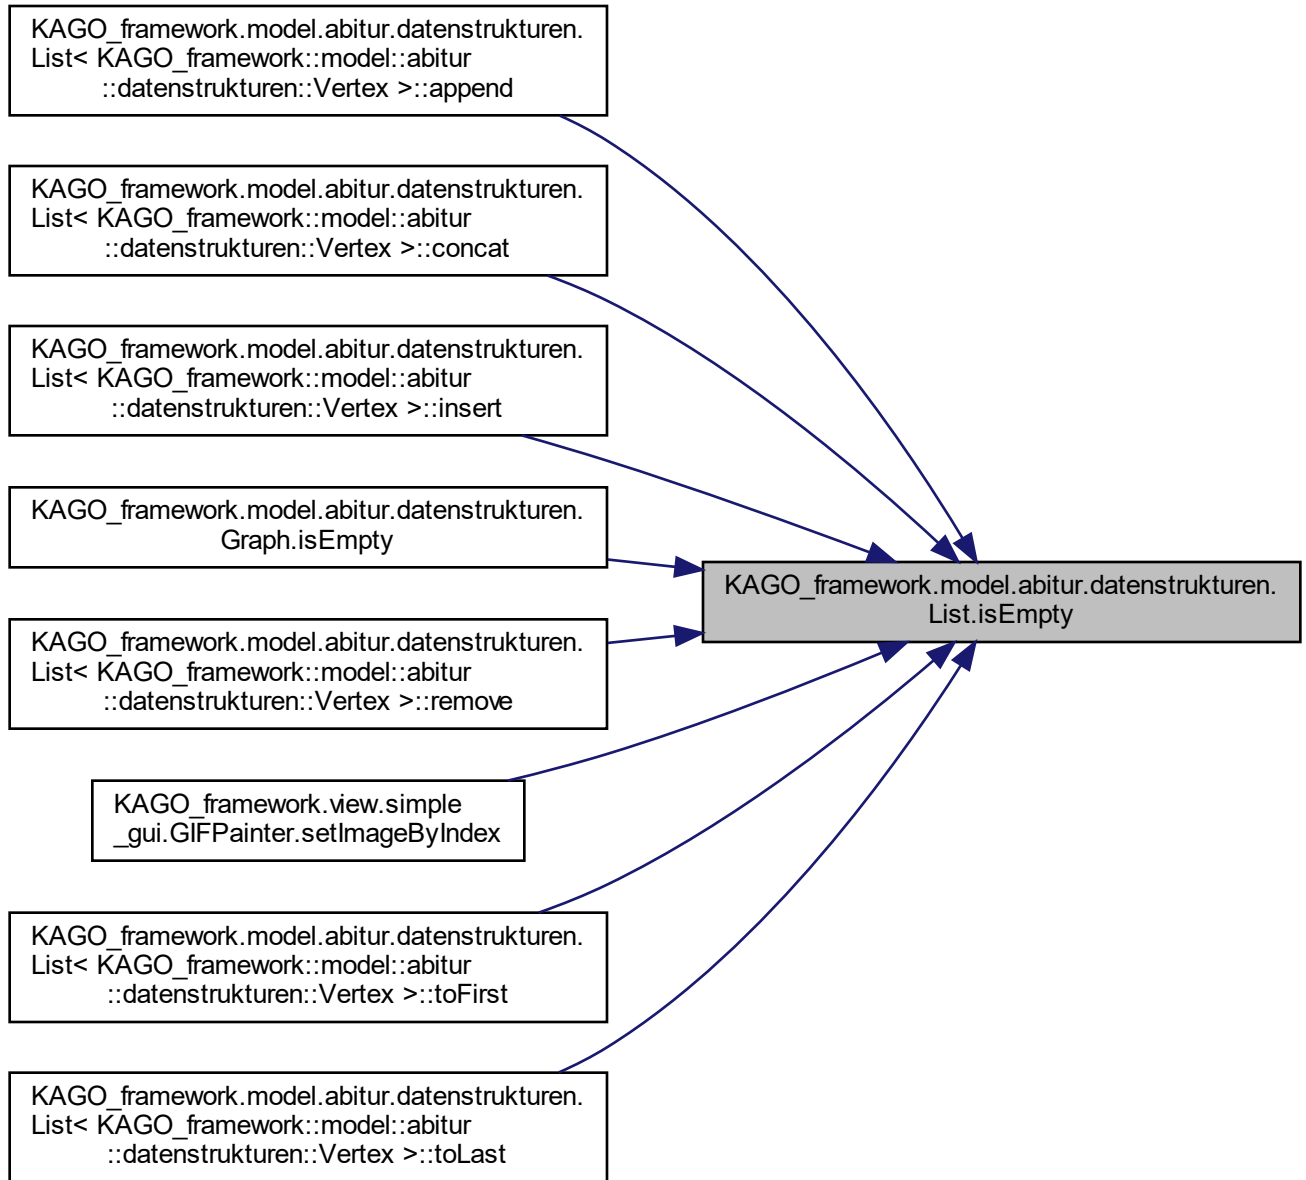 KAGO_framework.model.abitur.datenstrukturen.
List< KAGO_framework::model::abitur
::datenstrukturen::Vertex >::append
KAGO_framework.model.abitur.datenstrukturen.
List< KAGO_framework::model::abitur
::datenstrukturen::Vertex >::concat
KAGO_framework.model.abitur.datenstrukturen.
List< KAGO_framework::model::abitur
::datenstrukturen::Vertex >::insert
KAGO_framework.model.abitur.datenstrukturen.
Graph.isEmpty
KAGO_framework.model.abitur.datenstrukturen.
List.isEmpty
KAGO_framework.model.abitur.datenstrukturen.
List< KAGO_framework::model::abitur
::datenstrukturen::Vertex >::remove
KAGO_framework.view.simple
_gui.GIFPainter.setImageByIndex
KAGO_framework.model.abitur.datenstrukturen.
List< KAGO_framework::model::abitur
::datenstrukturen::Vertex >::toFirst
KAGO_framework.model.abitur.datenstrukturen.
List< KAGO_framework::model::abitur
::datenstrukturen::Vertex >::toLast